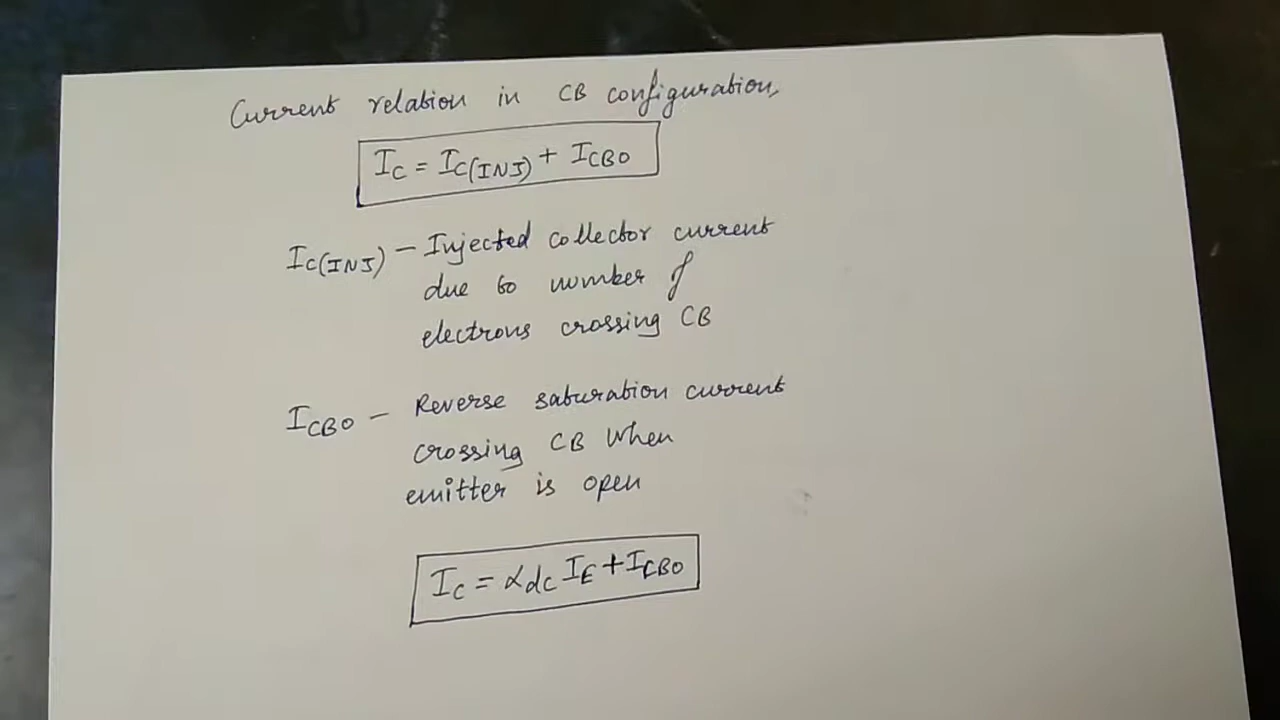 Current relation in CB configuration,
IC = IC(INJ) + ICBO
IC(INJ) - Injected collector current
due to number of
electrons crossing CB
ICBO - Reverse saturation current
crossing CB when
emitter is open
IC = αdc IE + ICBO